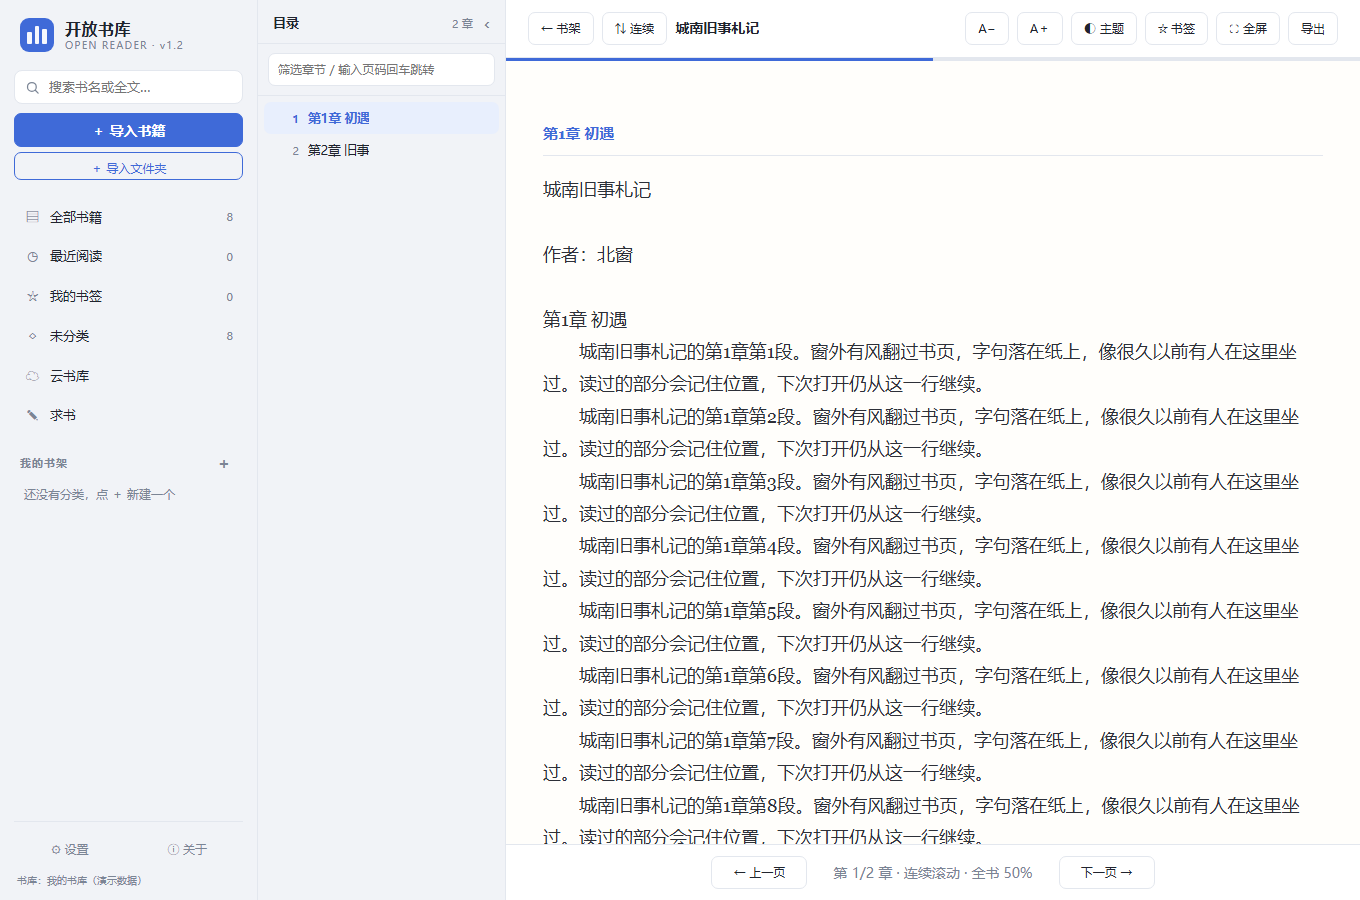 开放书库
OPEN READER · v1.2
搜索书名或全文...
+ 导入书籍
+ 导入文件夹
全部书籍 8
最近阅读 0
我的书签 0
未分类 8
云书库
求书
我的书架 +
还没有分类，点 + 新建一个
设置
关于
书库：我的书库（演示数据）
目录 2 章 ‹
筛选章节 / 输入页码回车跳转
1 第1章 初遇
2 第2章 旧事
← 书架
⇅ 连续
城南旧事札记
A−
A+
◐ 主题
☆ 书签
⛶ 全屏
导出
第1章 初遇
城南旧事札记
作者：北窗
第1章 初遇
城南旧事札记的第1章第1段。窗外有风翻过书页，字句落在纸上，像很久以前有人在这里坐
过。读过的部分会记住位置，下次打开仍从这一行继续。
城南旧事札记的第1章第2段。窗外有风翻过书页，字句落在纸上，像很久以前有人在这里坐
过。读过的部分会记住位置，下次打开仍从这一行继续。
城南旧事札记的第1章第3段。窗外有风翻过书页，字句落在纸上，像很久以前有人在这里坐
过。读过的部分会记住位置，下次打开仍从这一行继续。
城南旧事札记的第1章第4段。窗外有风翻过书页，字句落在纸上，像很久以前有人在这里坐
过。读过的部分会记住位置，下次打开仍从这一行继续。
城南旧事札记的第1章第5段。窗外有风翻过书页，字句落在纸上，像很久以前有人在这里坐
过。读过的部分会记住位置，下次打开仍从这一行继续。
城南旧事札记的第1章第6段。窗外有风翻过书页，字句落在纸上，像很久以前有人在这里坐
过。读过的部分会记住位置，下次打开仍从这一行继续。
城南旧事札记的第1章第7段。窗外有风翻过书页，字句落在纸上，像很久以前有人在这里坐
过。读过的部分会记住位置，下次打开仍从这一行继续。
城南旧事札记的第1章第8段。窗外有风翻过书页，字句落在纸上，像很久以前有人在这里坐
过。读过的部分会记住位置，下次打开仍从这一行继续。
← 上一页
第 1/2 章 · 连续滚动 · 全书 50%
下一页 →